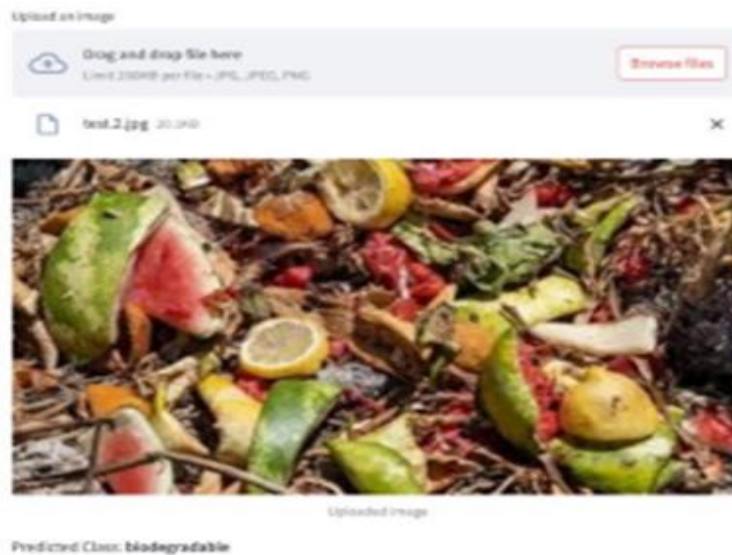 Upload an image
Drag and drop file here
Browse files
Limit 200MB per file • JPG, JPEG, PNG
test.2.jpg
Uploaded Image
Predicted Class: biodegradable